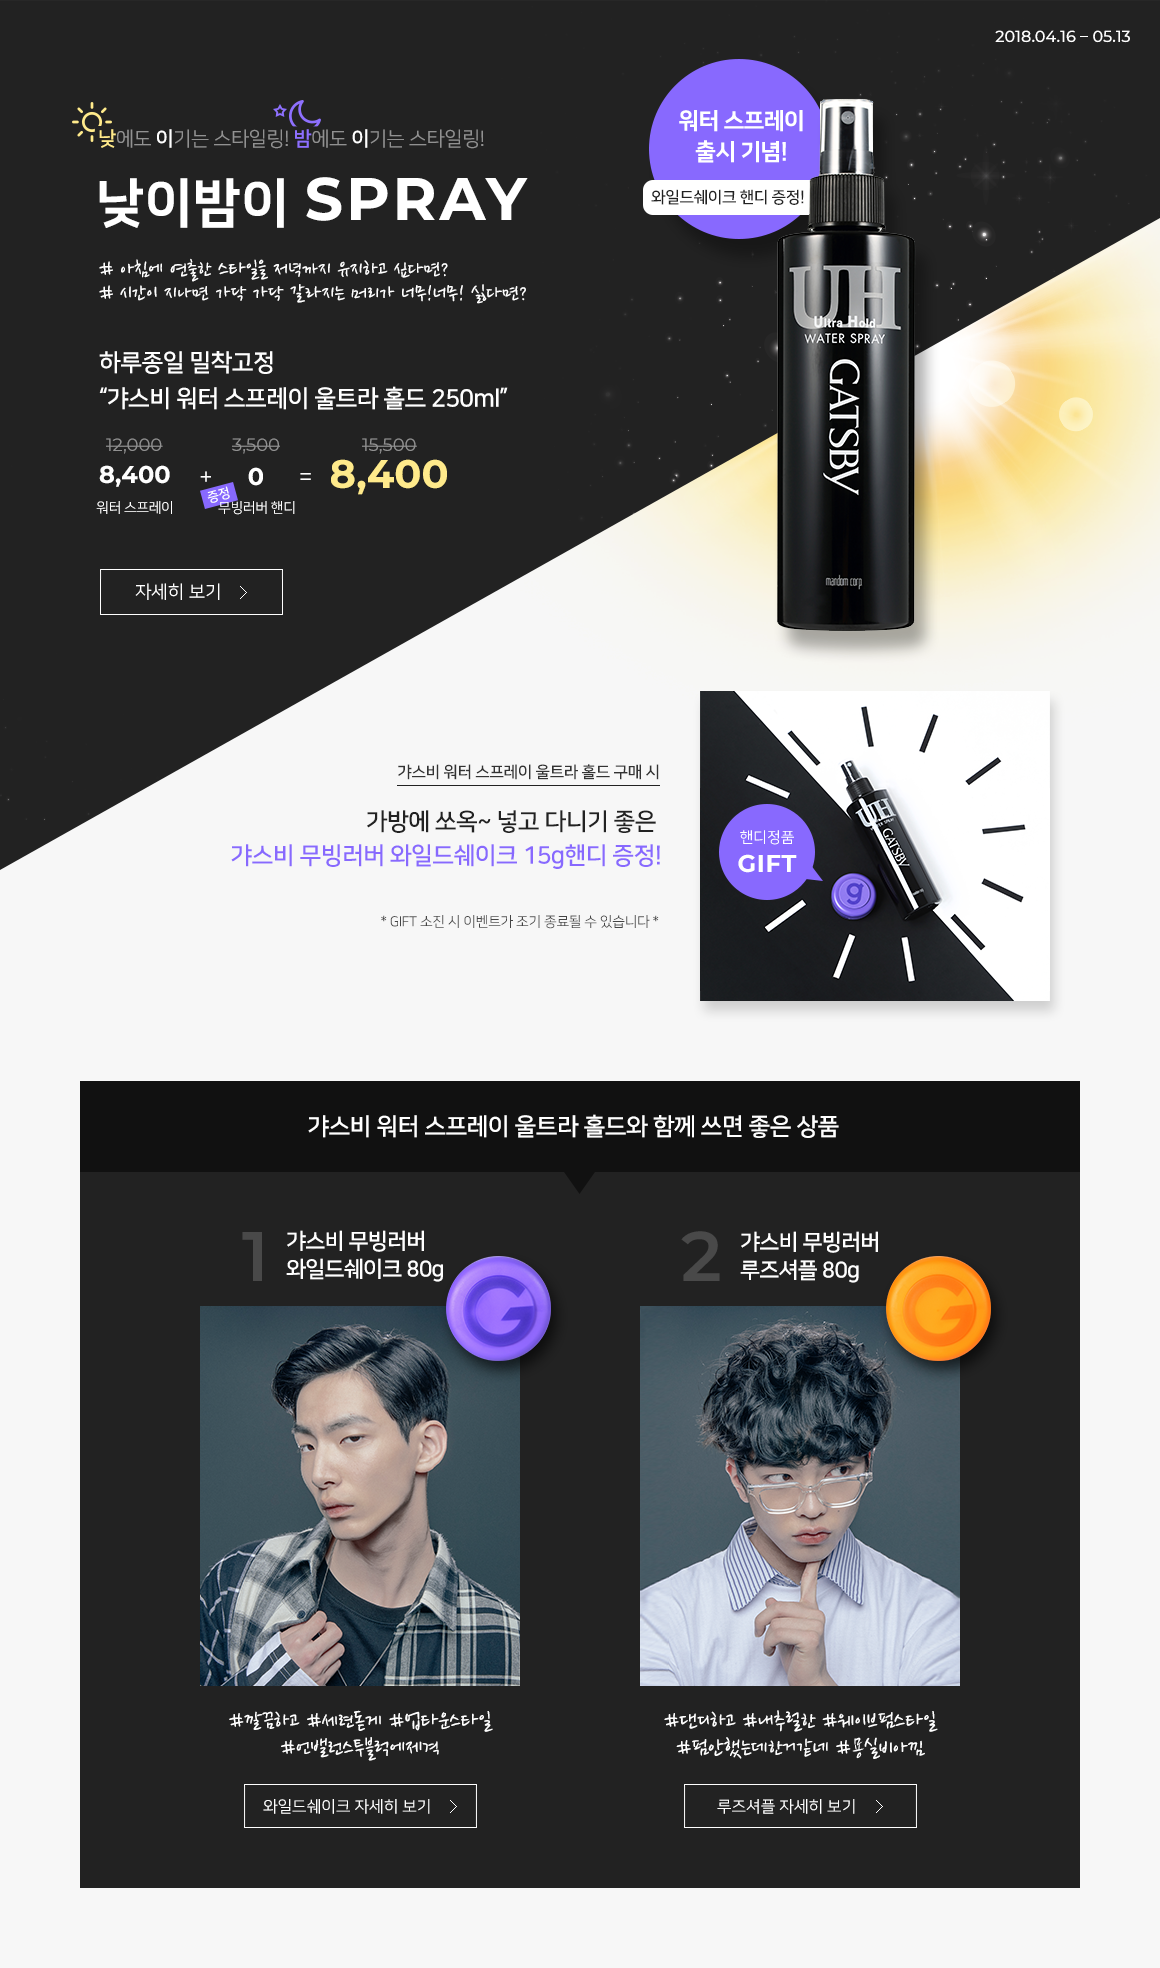 2018.04.16 – 05.13
낮에도 이기는 스타일링! 밤에도 이기는 스타일링!
낮이밤이 SPRAY
# 아침에 연출한 스타일을 저녁까지 유지하고 싶다면?
# 시간이 지나면 가닥 가닥 갈라지는 머리가 너무!너무! 싫다면?
워터 스프레이
출시 기념!
와일드쉐이크 핸디 증정!
UH
Ultra Hold
WATER SPRAY
GATSBY
mandom corp
하루종일 밀착고정
“갸스비 워터 스프레이 울트라 홀드 250ml”
12,000 3,500 15,500
8,400 + 0 = 8,400
증정
워터 스프레이 무빙러버 핸디
자세히 보기
갸스비 워터 스프레이 울트라 홀드 구매 시
가방에 쏘옥~ 넣고 다니기 좋은
갸스비 무빙러버 와일드쉐이크 15g핸디 증정!
* GIFT 소진 시 이벤트가 조기 종료될 수 있습니다 *
핸디정품
GIFT
UH
GATSBY
g
갸스비 워터 스프레이 울트라 홀드와 함께 쓰면 좋은 상품
1 갸스비 무빙러버
와일드쉐이크 80g
G
#깔끔하고 #세련돋게 #업타운스타일
#언밸런스투블럭에제격
와일드쉐이크 자세히 보기
2 갸스비 무빙러버
루즈셔플 80g
G
#댄디하고 #내추럴한 #웨이브펌스타일
#펌안했는데한거같네 #몽실비아낌
루즈셔플 자세히 보기